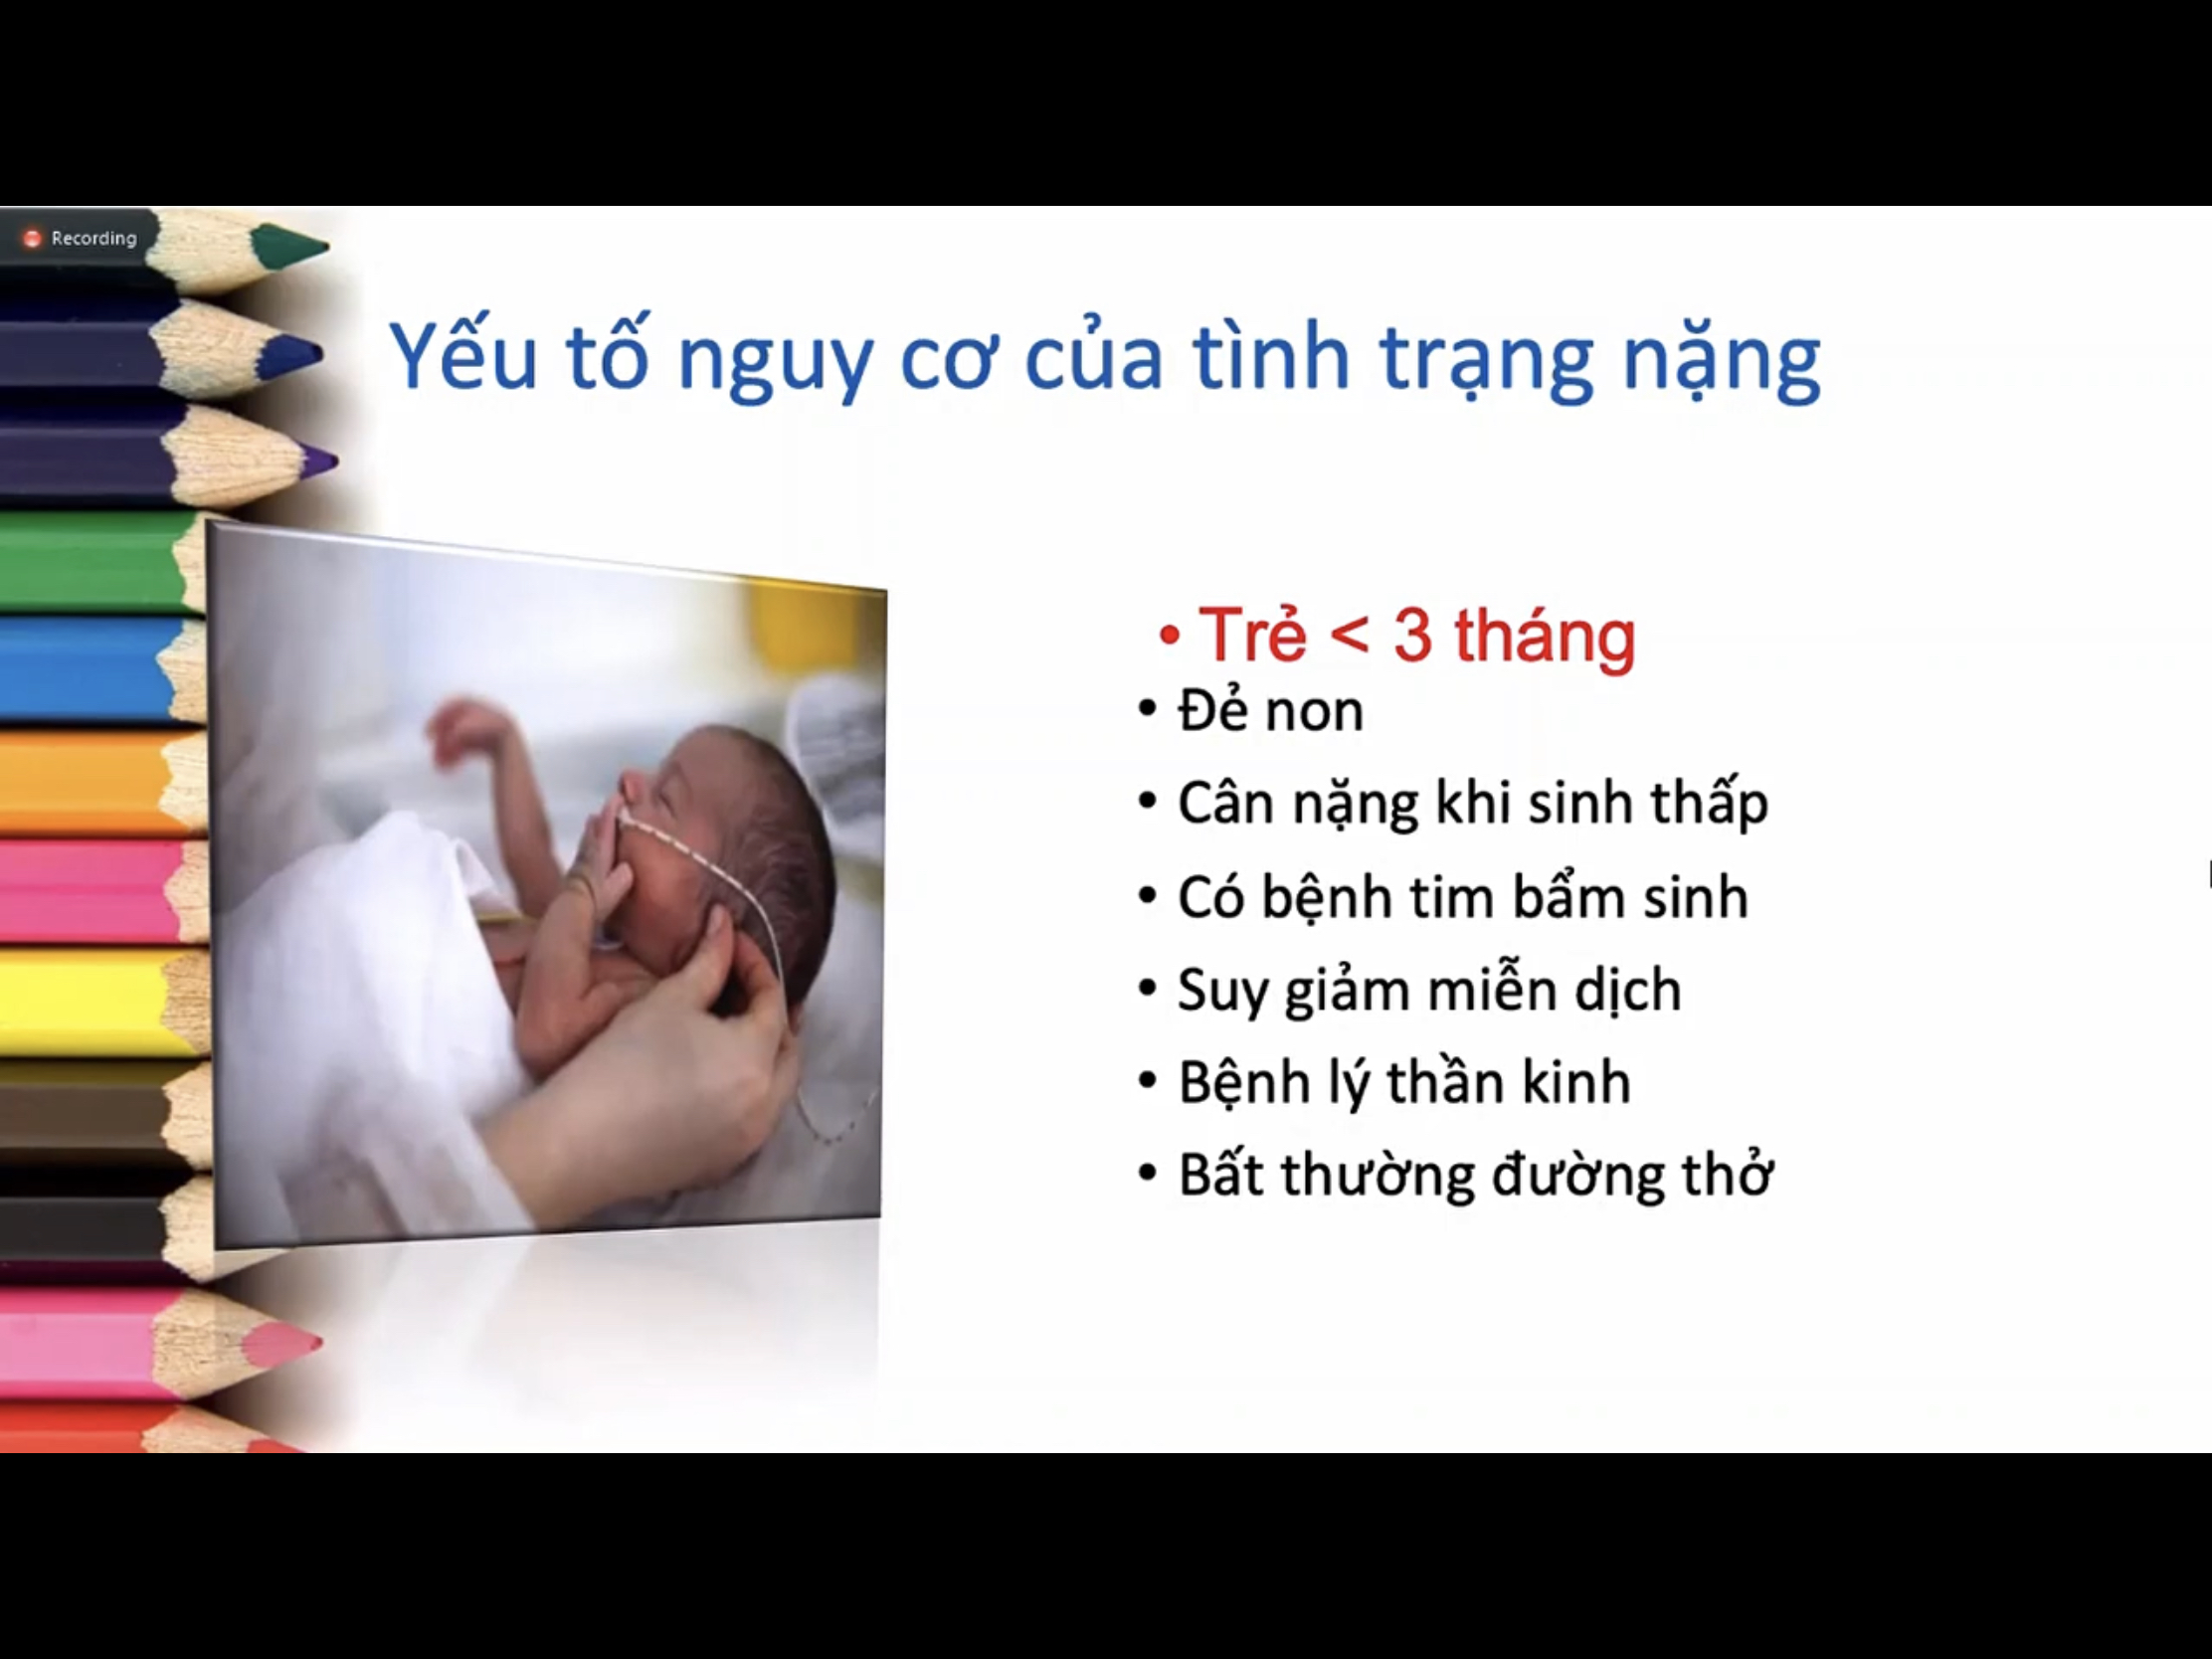 Recording
Yếu tố nguy cơ của tình trạng nặng
• Trẻ < 3 tháng
• Đẻ non
• Cân nặng khi sinh thấp
• Có bệnh tim bẩm sinh
• Suy giảm miễn dịch
• Bệnh lý thần kinh
• Bất thường đường thở